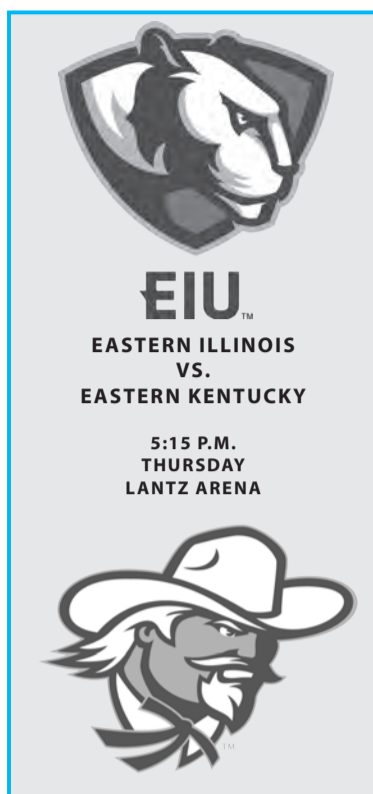 EIU™
EASTERN ILLINOIS
VS.
EASTERN KENTUCKY
5:15 P.M.
THURSDAY
LANTZ ARENA
TM